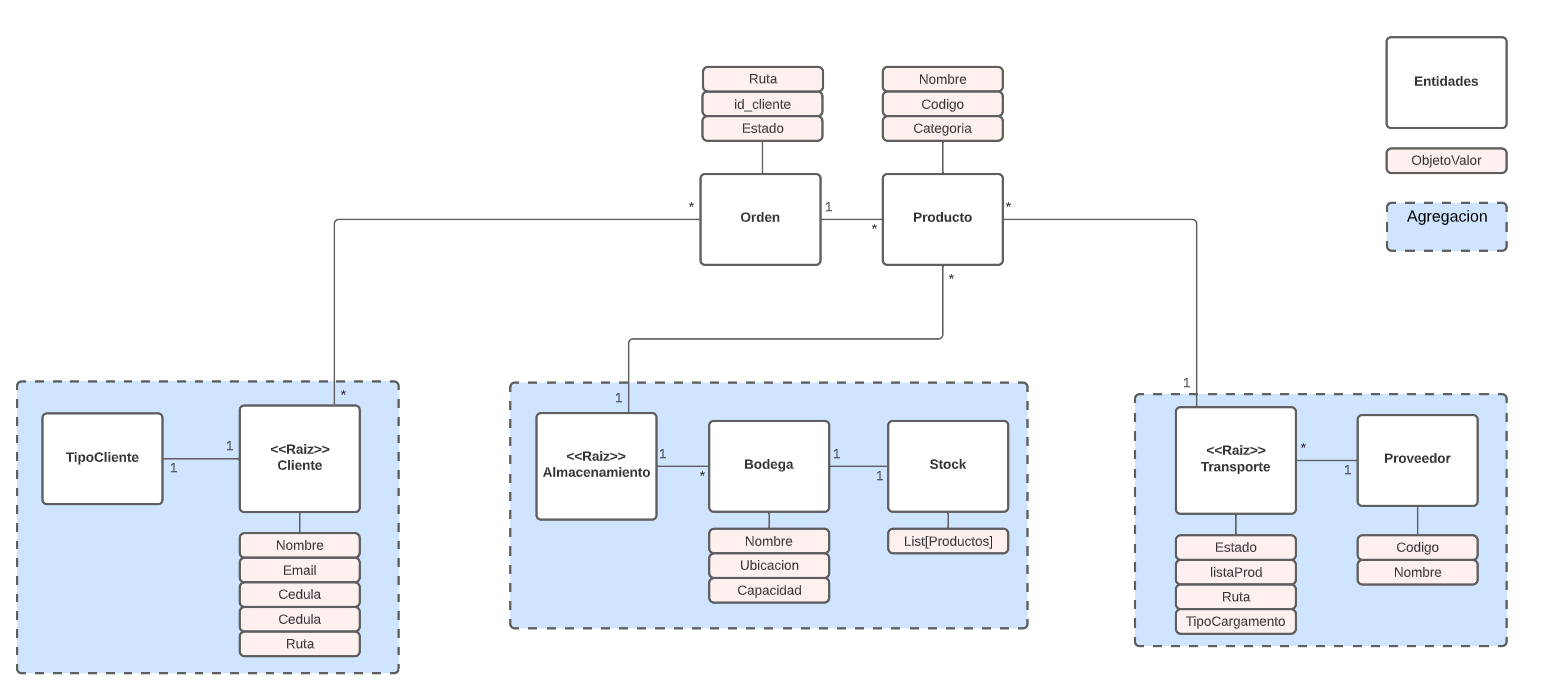 Ruta
id_cliente
Estado
Nombre
Codigo
Categoria
Entidades
ObjetoValor
Agregacion
*
Orden
1
*
Producto
*
*
*
1
1
TipoCliente
1
1
<<Raiz>>
Cliente
Nombre
Email
Cedula
Cedula
Ruta
<<Raiz>>
Almacenamiento
1
*
Bodega
1
1
Stock
Nombre
Ubicacion
Capacidad
List[Productos]
<<Raiz>>
Transporte
*
1
Proveedor
Estado
listaProd
Ruta
TipoCargamento
Codigo
Nombre